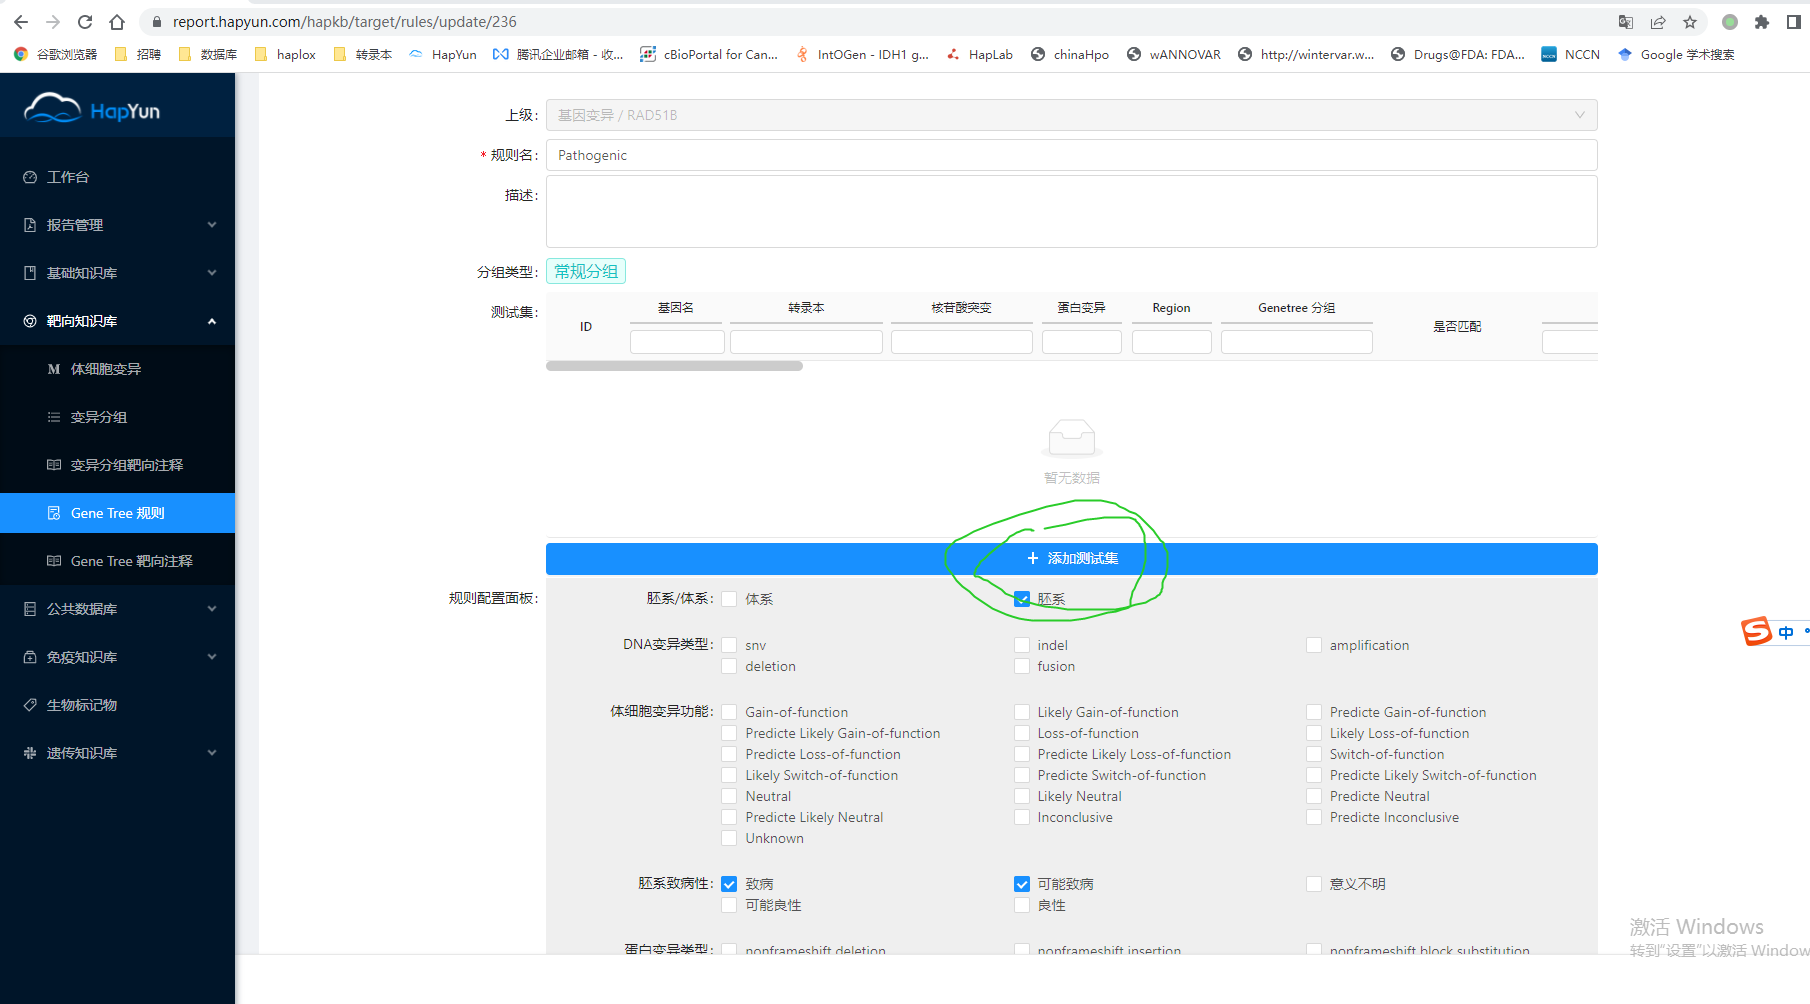 report.hapyun.com/hapkb/target/rules/update/236
谷歌浏览器 招聘 数据库 haplox 转录本 HapYun 腾讯企业邮箱 - 收... cBioPortal for Can... IntOGen - IDH1 g... HapLab chinaHpo wANNOVAR http://wintervar.w... Drugs@FDA: FDA... NCCN Google 学术搜索
HapYun
工作台
报告管理
基础知识库
靶向知识库
M 体细胞变异
变异分组
变异分组靶向注释
Gene Tree 规则
Gene Tree 靶向注释
公共数据库
免疫知识库
生物标记物
遗传知识库
上级: 基因变异 / RAD51B
* 规则名: Pathogenic
描述:
分组类型: 常规分组
测试集: ID 基因名 转录本 核苷酸突变 蛋白变异 Region Genetree 分组 是否匹配
暂无数据
+ 添加测试集
规则配置面板: 胚系/体系: 体系 胚系
DNA变异类型: snv indel amplification
deletion fusion
体细胞变异功能: Gain-of-function Likely Gain-of-function Predicte Gain-of-function
Predicte Likely Gain-of-function Loss-of-function Likely Loss-of-function
Predicte Loss-of-function Predicte Likely Loss-of-function Switch-of-function
Likely Switch-of-function Predicte Switch-of-function Predicte Likely Switch-of-function
Neutral Likely Neutral Predicte Neutral
Predicte Likely Neutral Inconclusive Predicte Inconclusive
Unknown
胚系致病性: 致病 可能致病 意义不明
可能良性 良性
蛋白变异类型: nonframeshift deletion nonframeshift insertion nonframeshift block substitution
中
激活 Windows
转到"设置"以激活 Window